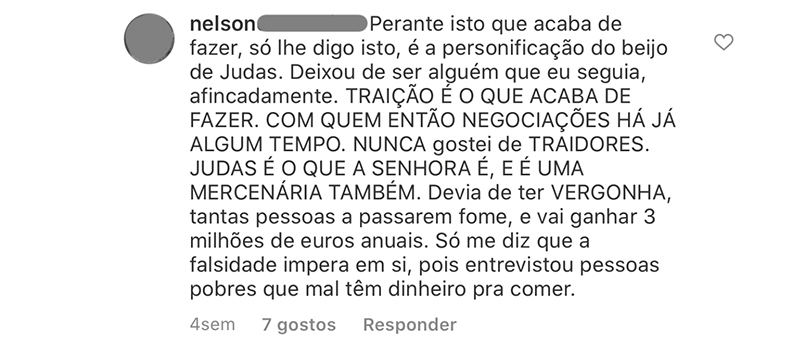 nelson Perante isto que acaba de
fazer, só lhe digo isto, é a personificação do beijo
de Judas. Deixou de ser alguém que eu seguia,
afincadamente. TRAIÇÃO É O QUE ACABA DE
FAZER. COM QUEM ENTÃO NEGOCIAÇÕES HÁ JÁ
ALGUM TEMPO. NUNCA gostei de TRAIDORES.
JUDAS É O QUE A SENHORA É, E É UMA
MERCENÁRIA TAMBÉM. Devia de ter VERGONHA,
tantas pessoas a passarem fome, e vai ganhar 3
milhões de euros anuais. Só me diz que a
falsidade impera em si, pois entrevistou pessoas
pobres que mal têm dinheiro pra comer.
4sem 7 gostos Responder